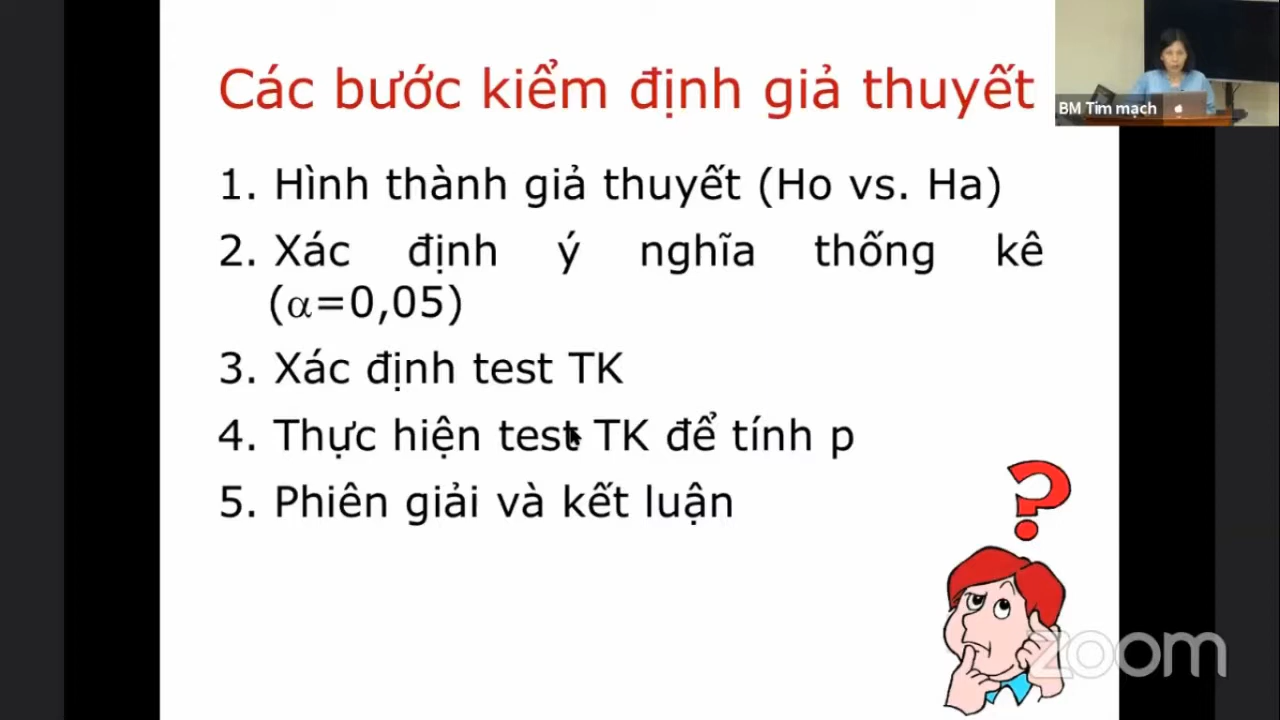 Các bước kiểm định giả thuyết
BM Tim mạch
1. Hình thành giả thuyết (Ho vs. Ha)
2. Xác định ý nghĩa thống kê
(α=0,05)
3. Xác định test TK
4. Thực hiện test TK để tính p
5. Phiên giải và kết luận
?
zoom